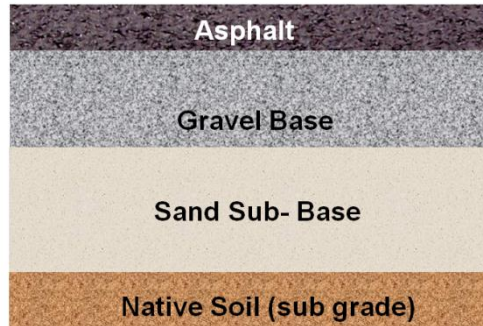 Asphalt
Gravel Base
Sand Sub- Base
Native Soil (sub grade)